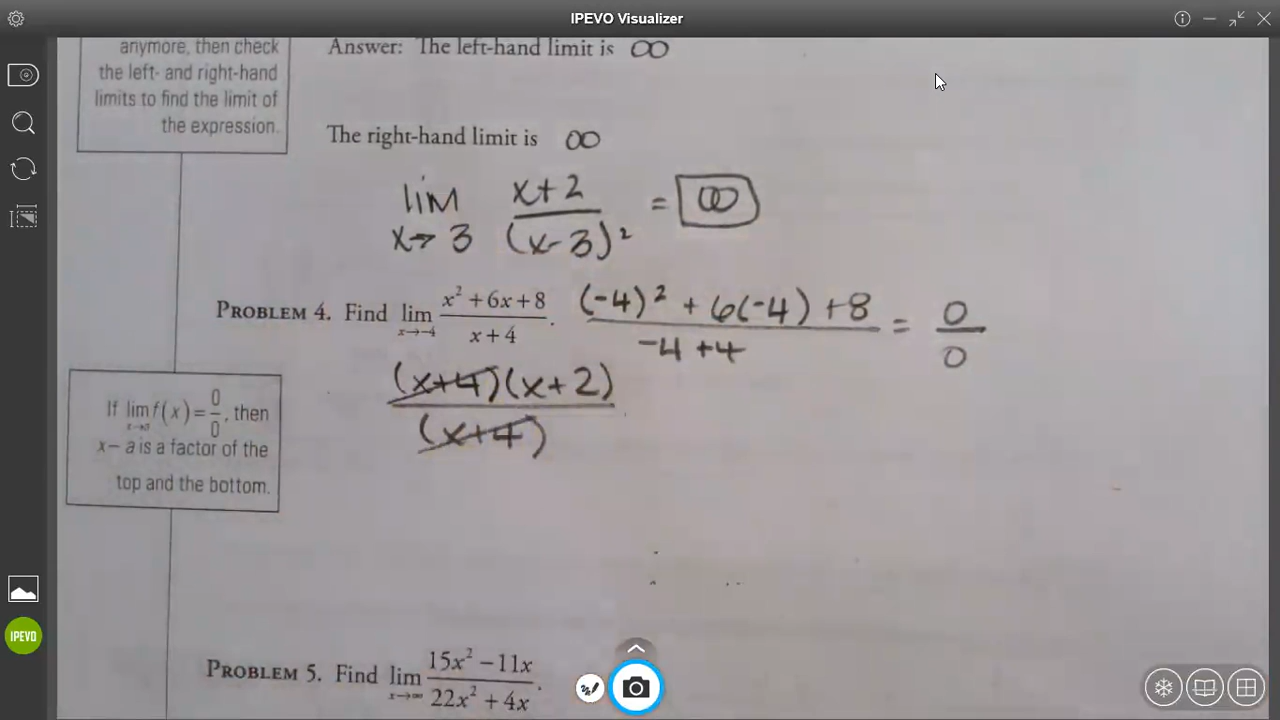 IPEVO Visualizer
anymore, then check
the left- and right-hand
limits to find the limit of
the expression.
Answer: The left-hand limit is ∞
The right-hand limit is ∞
lim x→3 (x+2)/(x-3)² = ∞
PROBLEM 4. Find lim x→-4 (x² + 6x + 8)/(x + 4). ((-4)² + 6(-4) + 8)/(-4 + 4) = 0/0
(x+4)(x+2)/(x+4)
If lim x→a f(x) = 0/0, then
x – a is a factor of the
top and the bottom.
PROBLEM 5. Find lim x→∞ (15x² – 11x)/(22x² + 4x).
IPEVO